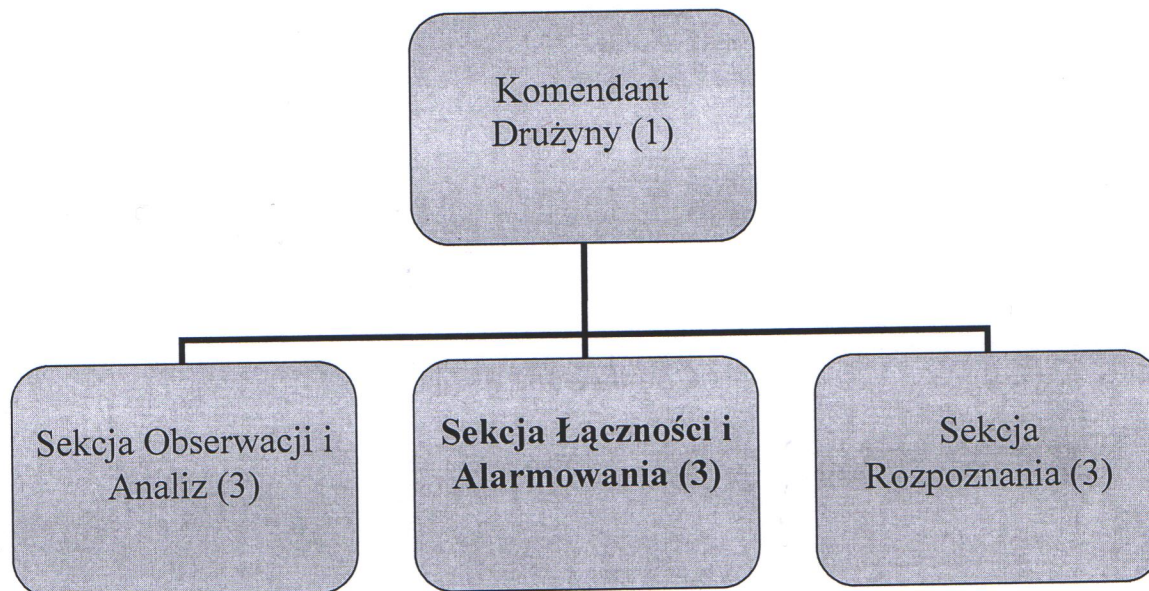 Komendant
Drużyny (1)
Sekcja Obserwacji i
Analiz (3)
Sekcja Łączności i
Alarmowania (3)
Sekcja
Rozpoznania (3)